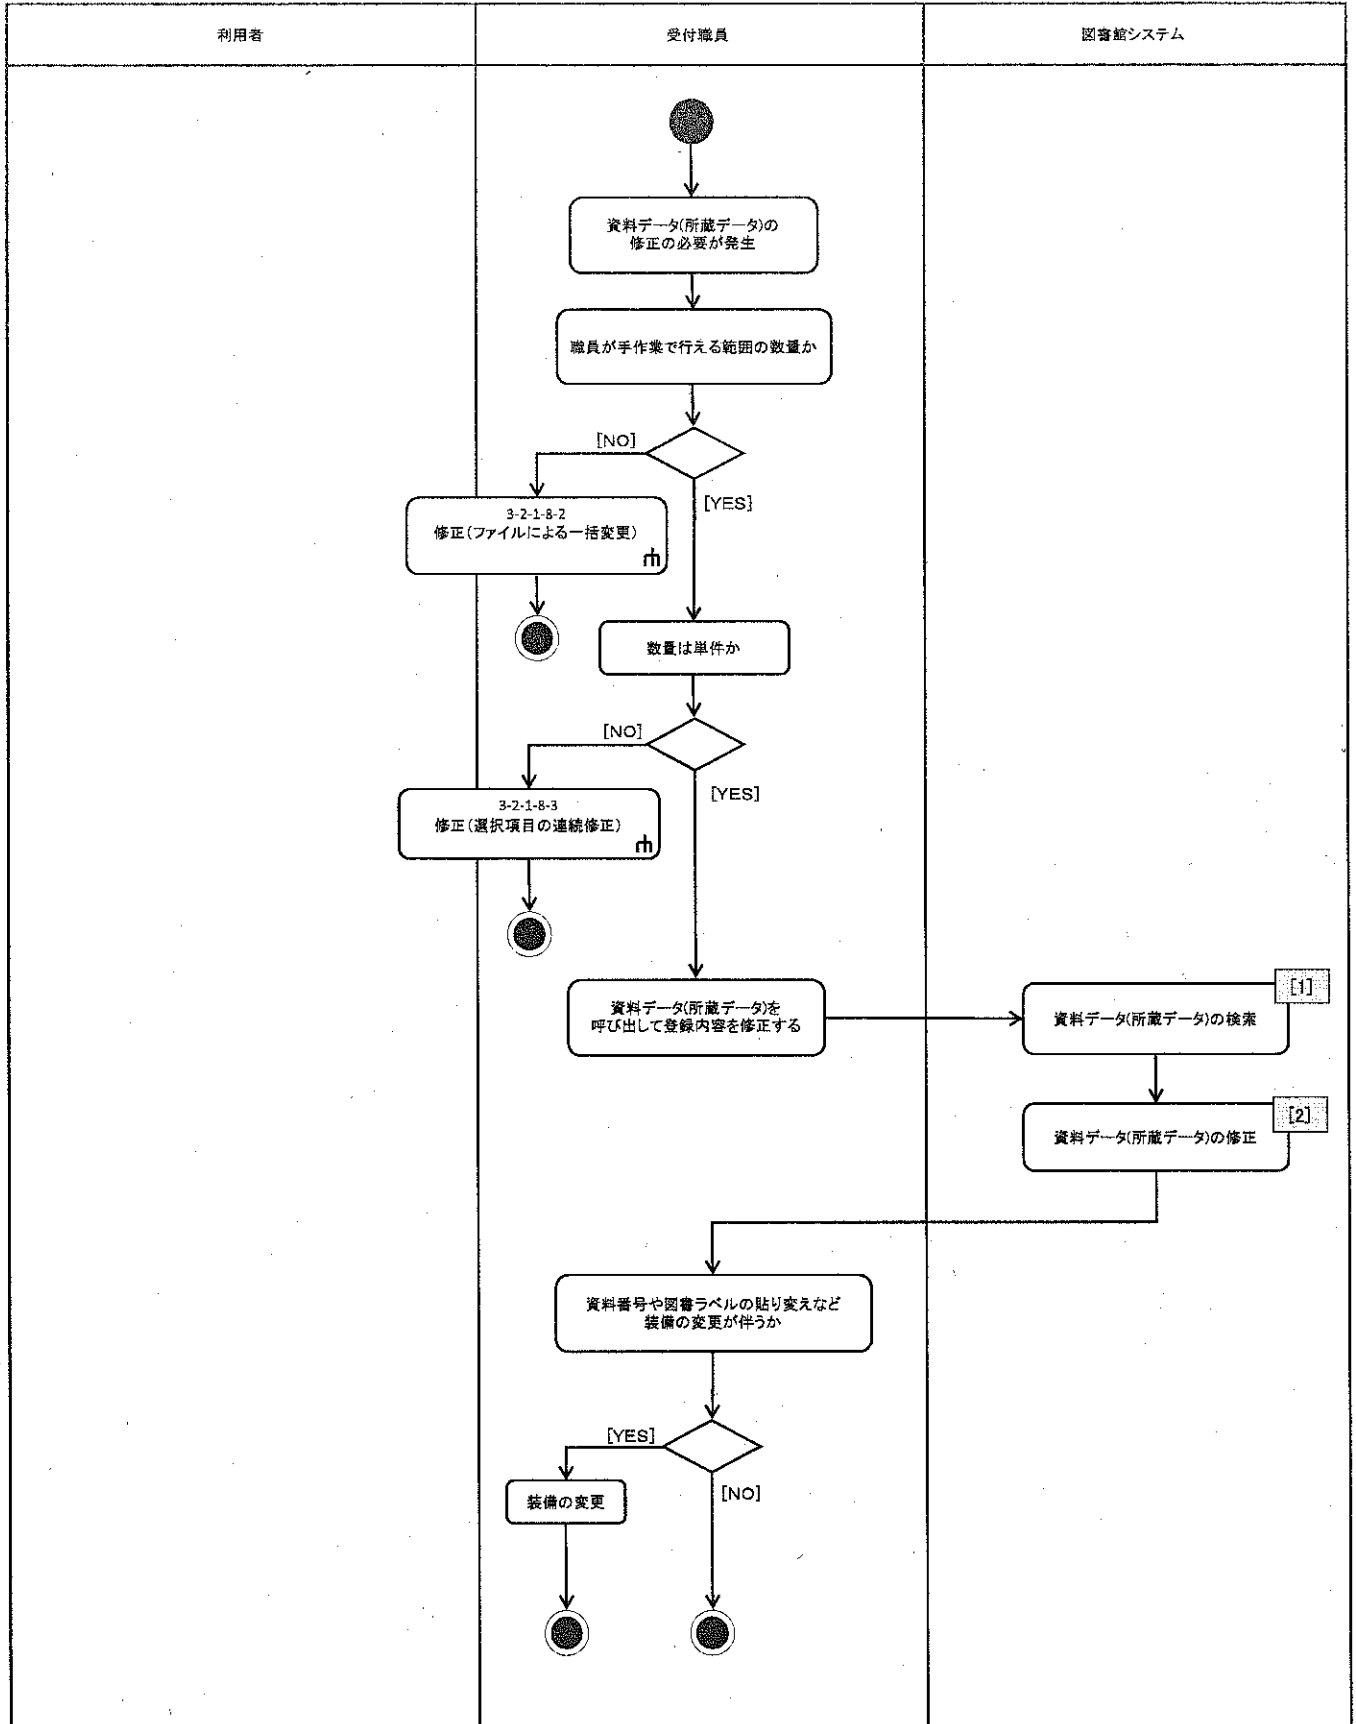 利用者
受付職員
図書館システム
資料データ(所蔵データ)の
修正の必要が発生
職員が手作業で行える範囲の数量か
[NO]
[YES]
3-2-1-8-2
修正(ファイルによる一括変更)
数量は単件か
[NO]
[YES]
3-2-1-8-3
修正(選択項目の連続修正)
資料データ(所蔵データ)を
呼び出して登録内容を修正する
[1]
資料データ(所蔵データ)の検索
[2]
資料データ(所蔵データ)の修正
資料番号や図書ラベルの貼り変えなど
装備の変更が伴うか
[YES]
[NO]
装備の変更